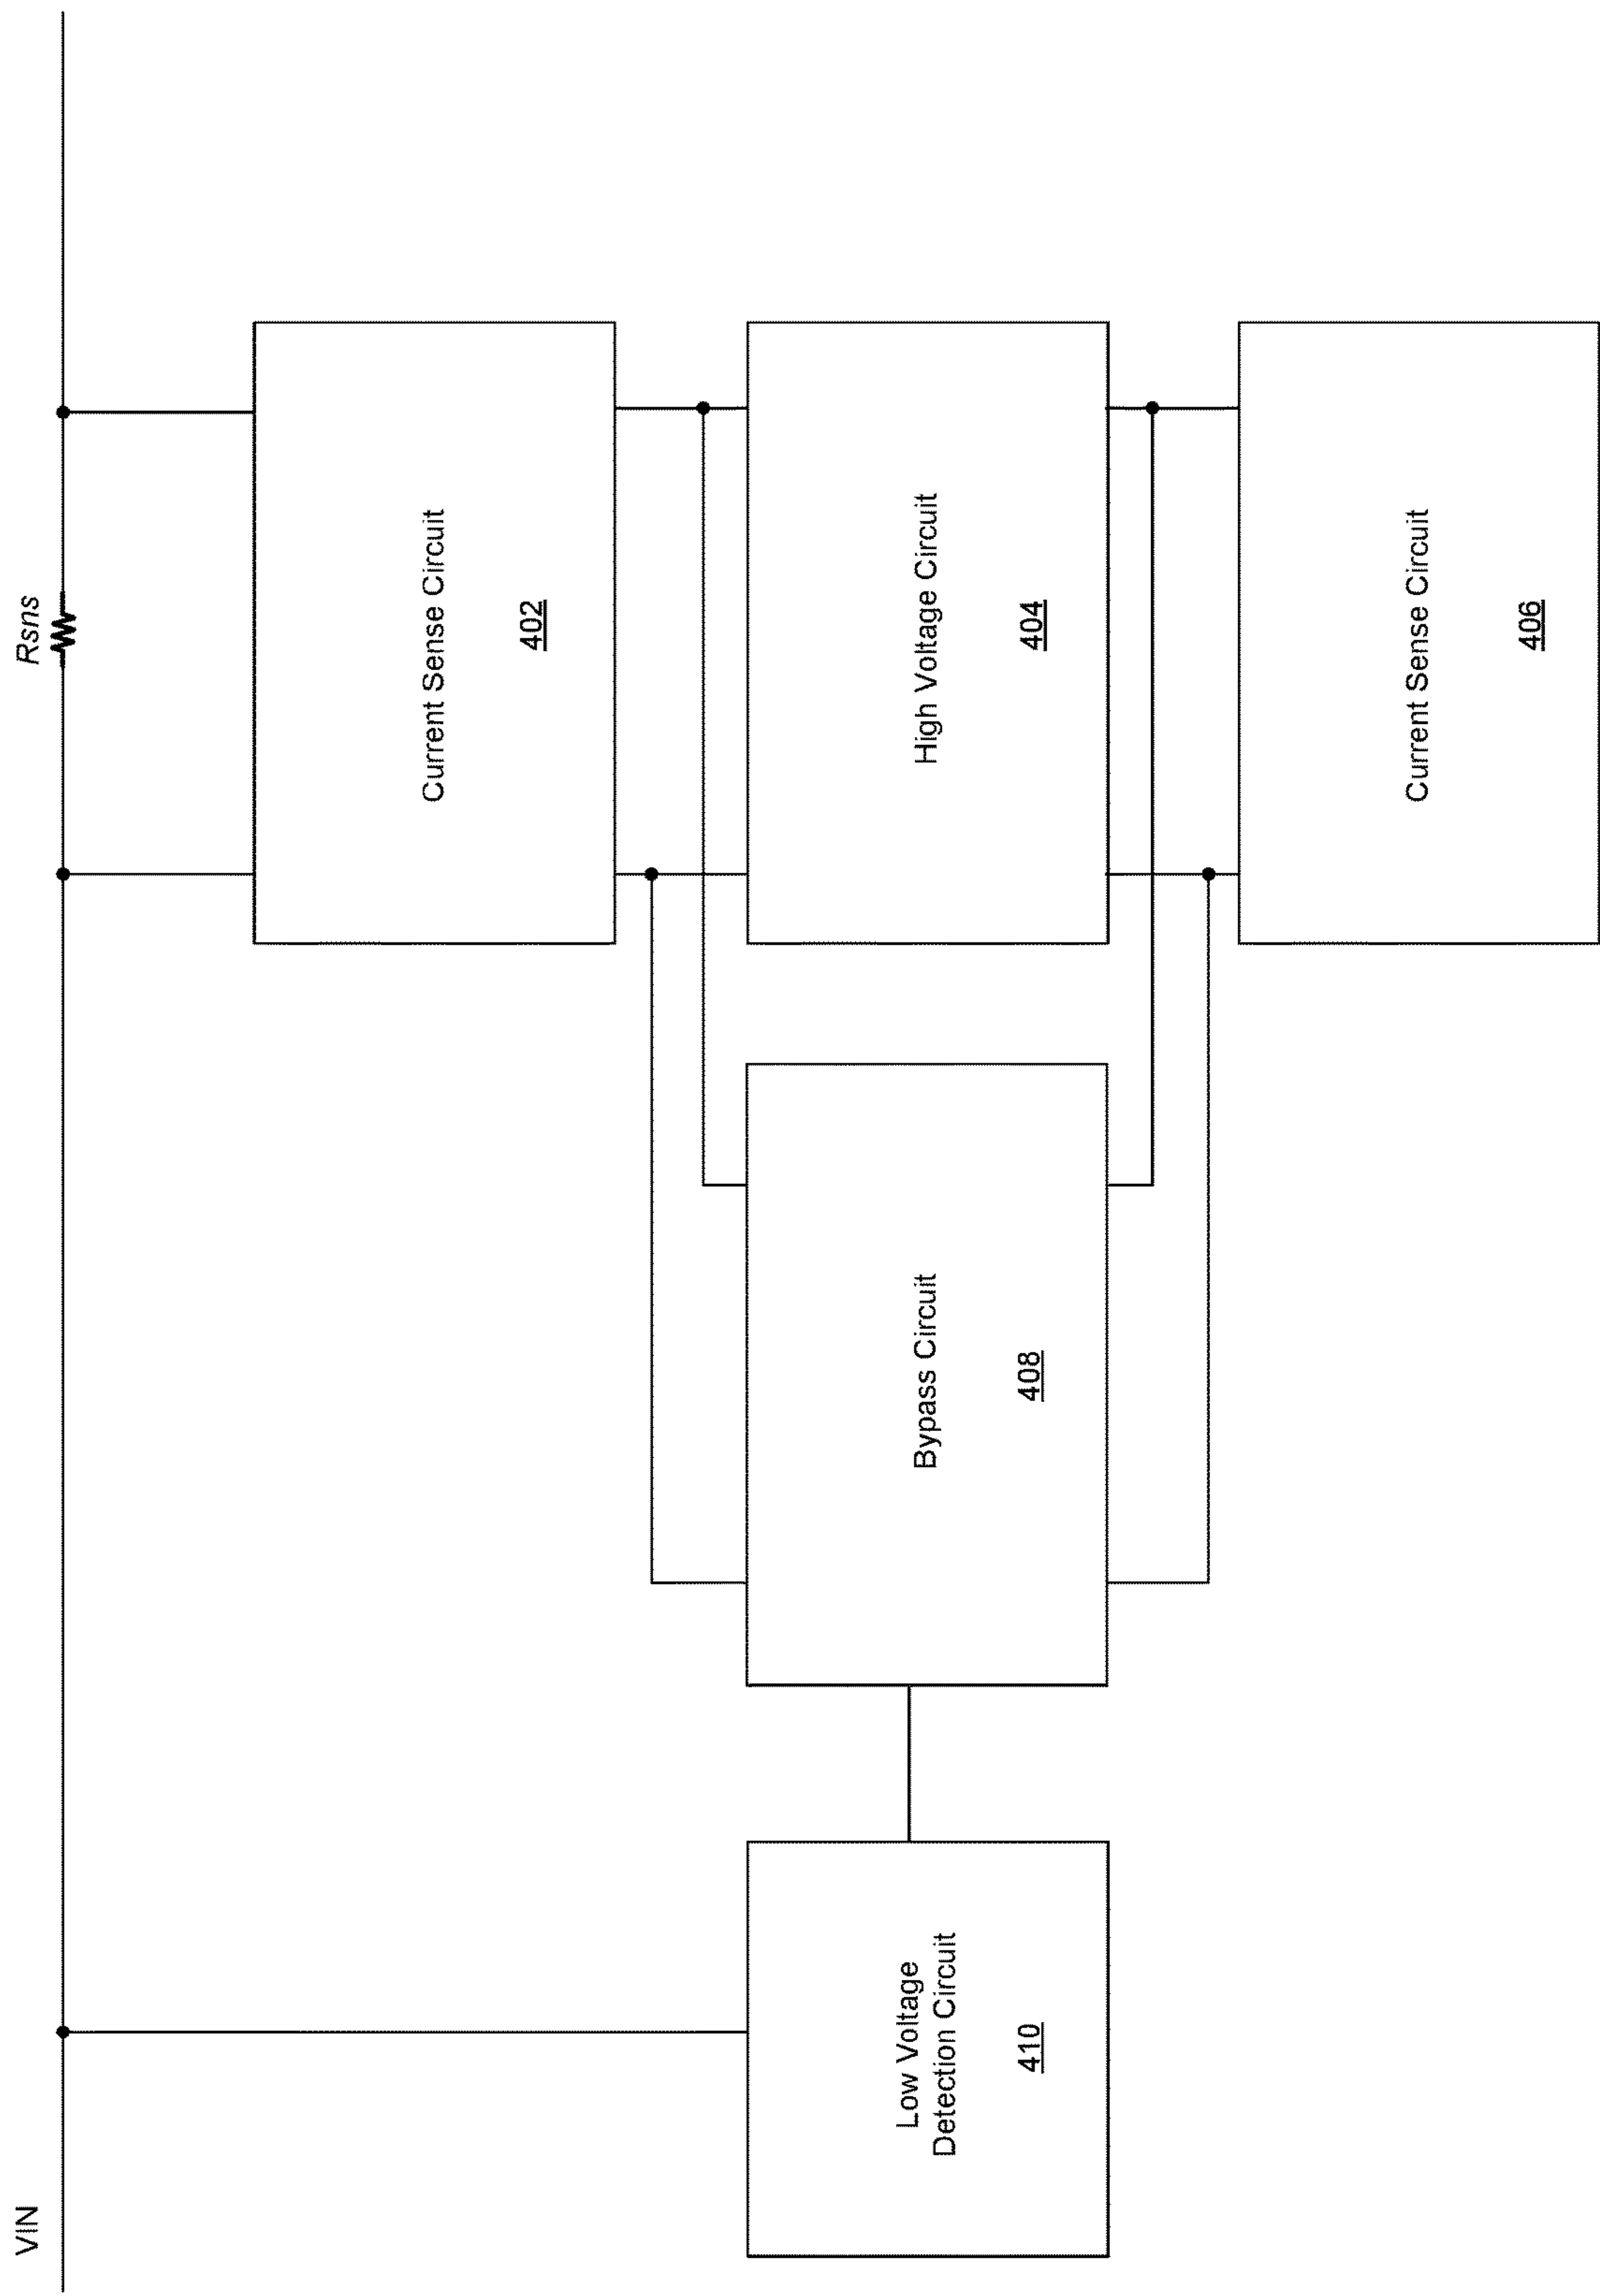 VIN
Rsns
Current Sense Circuit
402
Low Voltage
Detection Circuit
410
Bypass Circuit
408
High Voltage Circuit
404
Current Sense Circuit
406